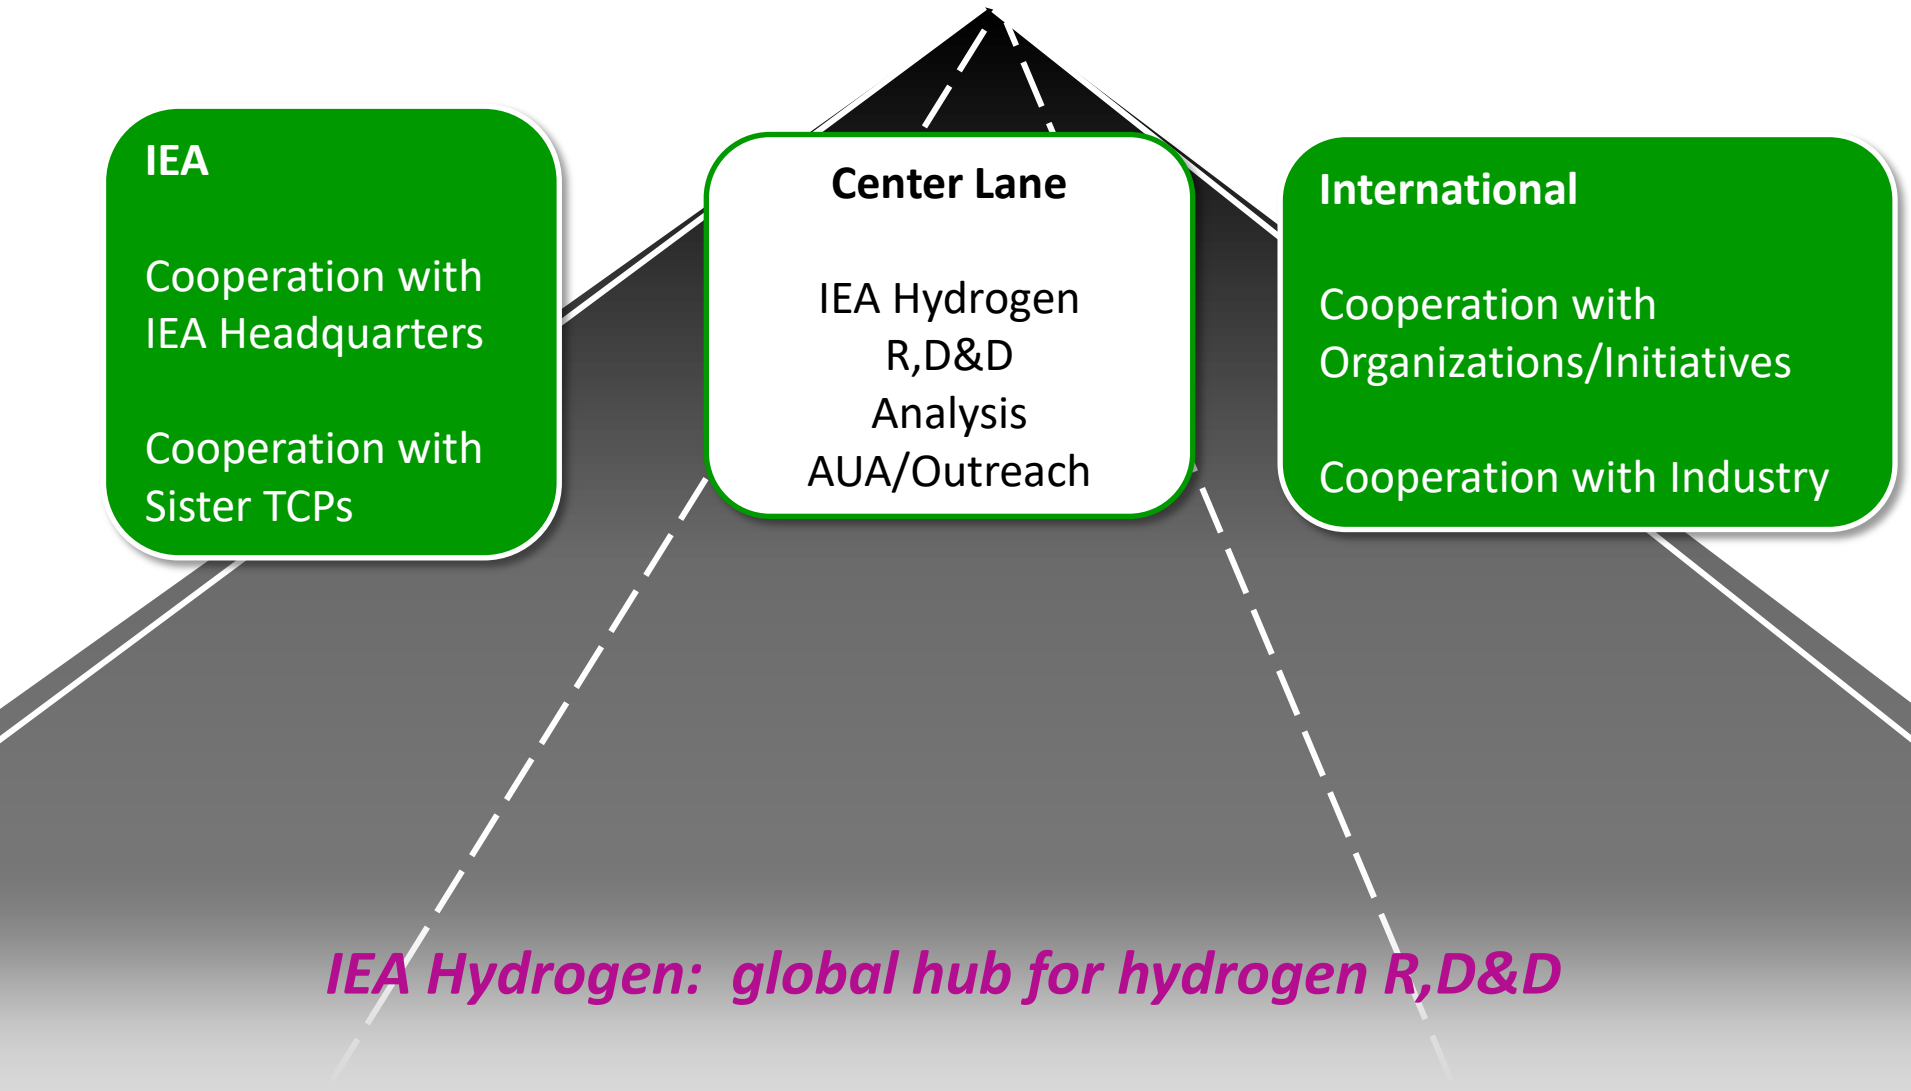 IEA
Cooperation with
IEA Headquarters
Cooperation with
Sister TCPs
Center Lane
IEA Hydrogen
R,D&D
Analysis
AUA/Outreach
International
Cooperation with
Organizations/Initiatives
Cooperation with Industry
IEA Hydrogen:  global hub for hydrogen R,D&D